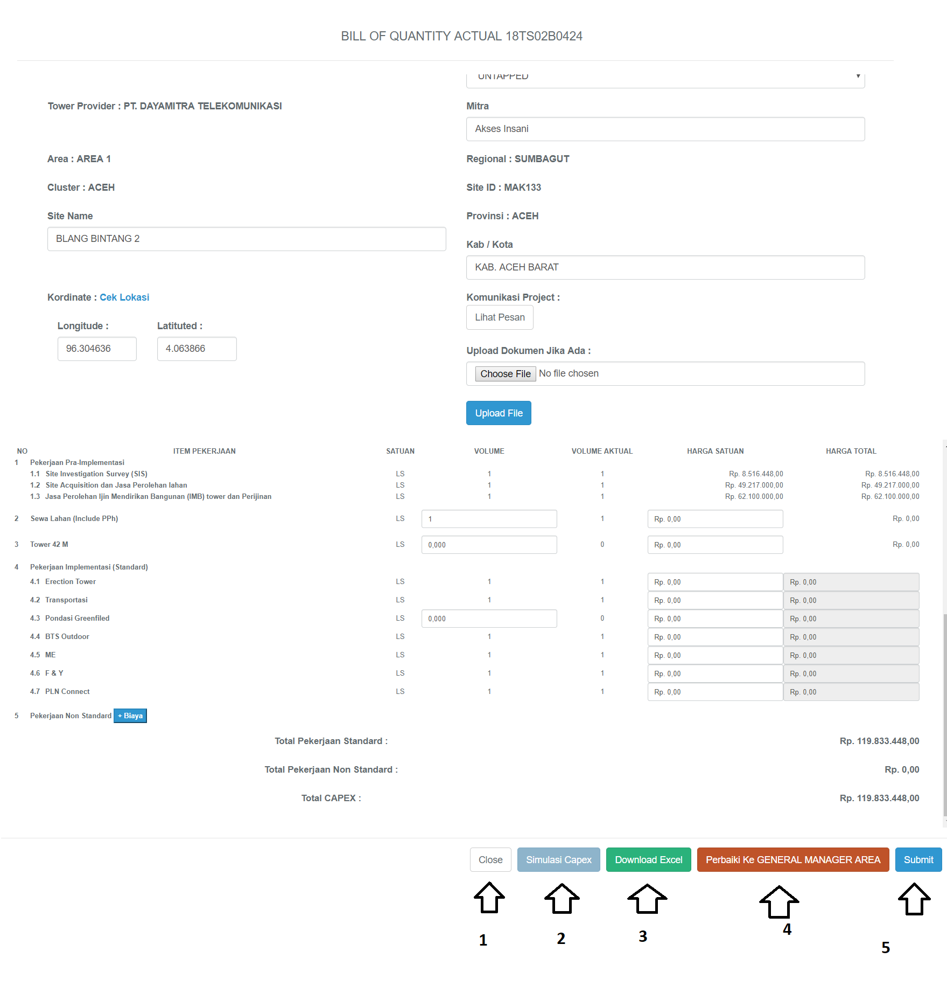 BILL OF QUANTITY ACTUAL 18TS02B0424
UNTAPPED
Tower Provider : PT. DAYAMITRA TELEKOMUNIKASI
Mitra
Akses Insani
Area : AREA 1
Regional : SUMBAGUT
Cluster : ACEH
Site ID : MAK133
Site Name
BLANG BINTANG 2
Provinsi : ACEH
Kab / Kota
KAB. ACEH BARAT
Kordinate : Cek Lokasi
Longitude : Latituted :
96.304636 4.063866
Komunikasi Project :
Lihat Pesan
Upload Dokumen Jika Ada :
Choose File No file chosen
Upload File
NO ITEM PEKERJAAN SATUAN VOLUME VOLUME AKTUAL HARGA SATUAN HARGA TOTAL
1 Pekerjaan Pra-Implementasi
1.1 Site Investigation Survey (SIS) LS 1 1 Rp. 8.516.448,00 Rp. 8.516.448,00
1.2 Site Acquisition dan Jasa Perolehan lahan LS 1 1 Rp. 49.217.000,00 Rp. 49.217.000,00
1.3 Jasa Perolehan Ijin Mendirikan Bangunan (IMB) tower dan Perijinan LS 1 1 Rp. 62.100.000,00 Rp. 62.100.000,00
2 Sewa Lahan (Include PPh) LS 1 1 Rp. 0,00 Rp. 0,00
3 Tower 42 M LS 0,000 0 Rp. 0,00 Rp. 0,00
4 Pekerjaan Implementasi (Standard)
4.1 Erection Tower LS 1 1 Rp. 0,00 Rp. 0,00
4.2 Transportasi LS 1 1 Rp. 0,00 Rp. 0,00
4.3 Pondasi Greenfiled LS 0,000 0 Rp. 0,00 Rp. 0,00
4.4 BTS Outdoor LS 1 1 Rp. 0,00 Rp. 0,00
4.5 ME LS 1 1 Rp. 0,00 Rp. 0,00
4.6 F & Y LS 1 1 Rp. 0,00 Rp. 0,00
4.7 PLN Connect LS 1 1 Rp. 0,00 Rp. 0,00
5 Pekerjaan Non Standard + Biaya
Total Pekerjaan Standard : Rp. 119.833.448,00
Total Pekerjaan Non Standard : Rp. 0,00
Total CAPEX : Rp. 119.833.448,00
Close Simulasi Capex Download Excel Perbaiki Ke GENERAL MANAGER AREA Submit
1 2 3 4 5